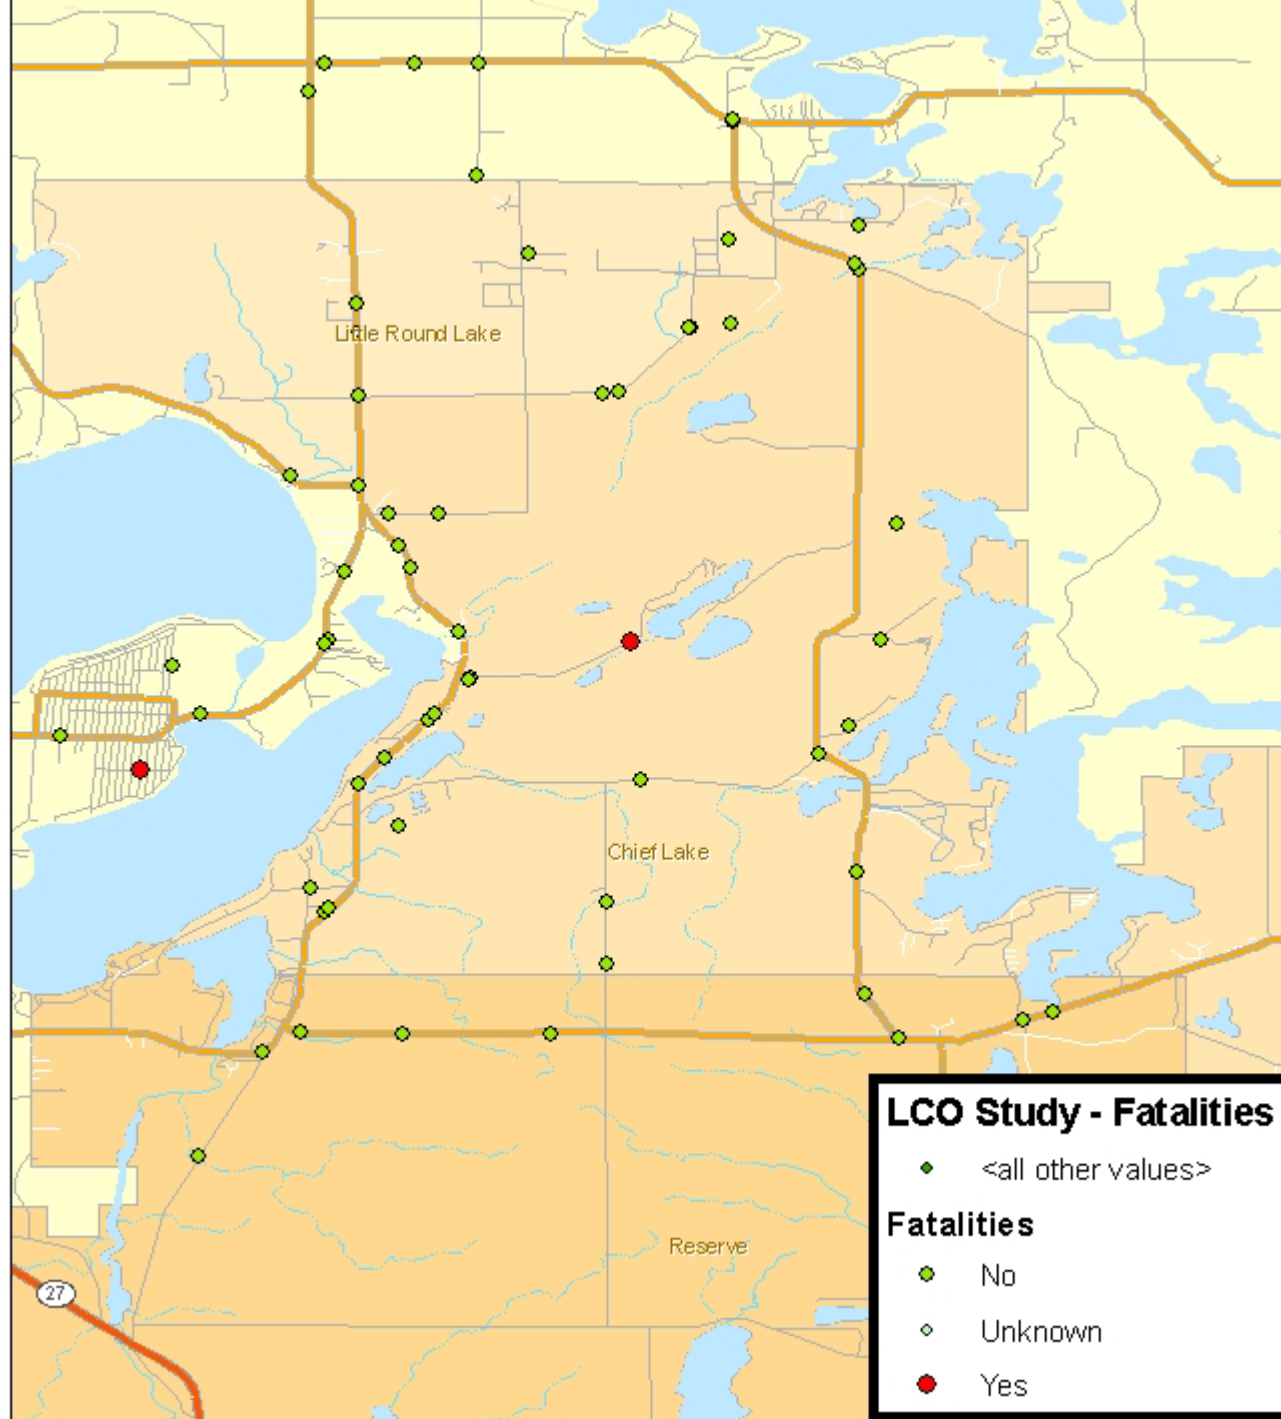 Little Round Lake
Chief Lake
Reserve
27
LCO Study - Fatalities
<all other values>
Fatalities
No
Unknown
Yes